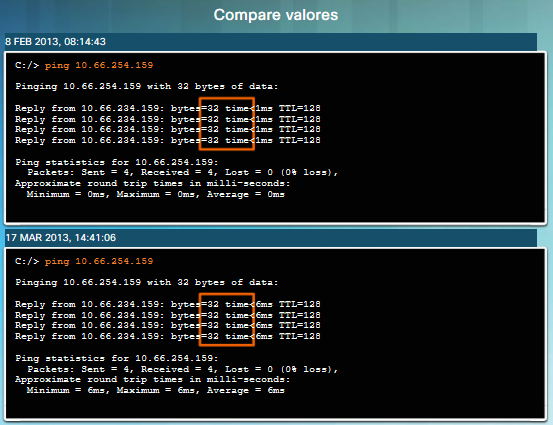 Compare valores
8 FEB 2013, 08:14:43
C:/> ping 10.66.254.159
Pinging 10.66.254.159 with 32 bytes of data:
Reply from 10.66.234.159: bytes=32 time<1ms TTL=128
Reply from 10.66.234.159: bytes=32 time<1ms TTL=128
Reply from 10.66.234.159: bytes=32 time<1ms TTL=128
Reply from 10.66.234.159: bytes=32 time<1ms TTL=128
Ping statistics for 10.66.254.159:
Packets: Sent = 4, Received = 4, Lost = 0 (0% loss),
Approximate round trip times in milli-seconds:
Minimum = 0ms, Maximum = 0ms, Average = 0ms
17 MAR 2013, 14:41:06
C:/> ping 10.66.254.159
Pinging 10.66.254.159 with 32 bytes of data:
Reply from 10.66.234.159: bytes=32 time<6ms TTL=128
Reply from 10.66.234.159: bytes=32 time<6ms TTL=128
Reply from 10.66.234.159: bytes=32 time<6ms TTL=128
Reply from 10.66.234.159: bytes=32 time<6ms TTL=128
Ping statistics for 10.66.254.159:
Packets: Sent = 4, Received = 4, Lost = 0 (0% loss),
Approximate round trip times in milli-seconds:
Minimum = 6ms, Maximum = 6ms, Average = 6ms